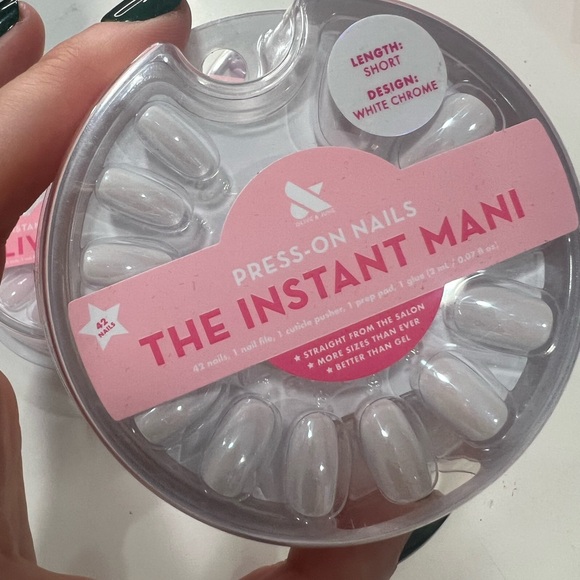 LENGTH:
SHORT
DESIGN:
WHITE CHROME
OLIVE & JUNE
PRESS-ON NAILS
THE INSTANT MANI
42 nails, 1 nail file, 1 cuticle pusher, 1 prep pad, 1 glue (2 mL / 0.07 fl oz)
42
NAILS
★ STRAIGHT FROM THE SALON
★ MORE SIZES THAN EVER
★ BETTER THAN GEL